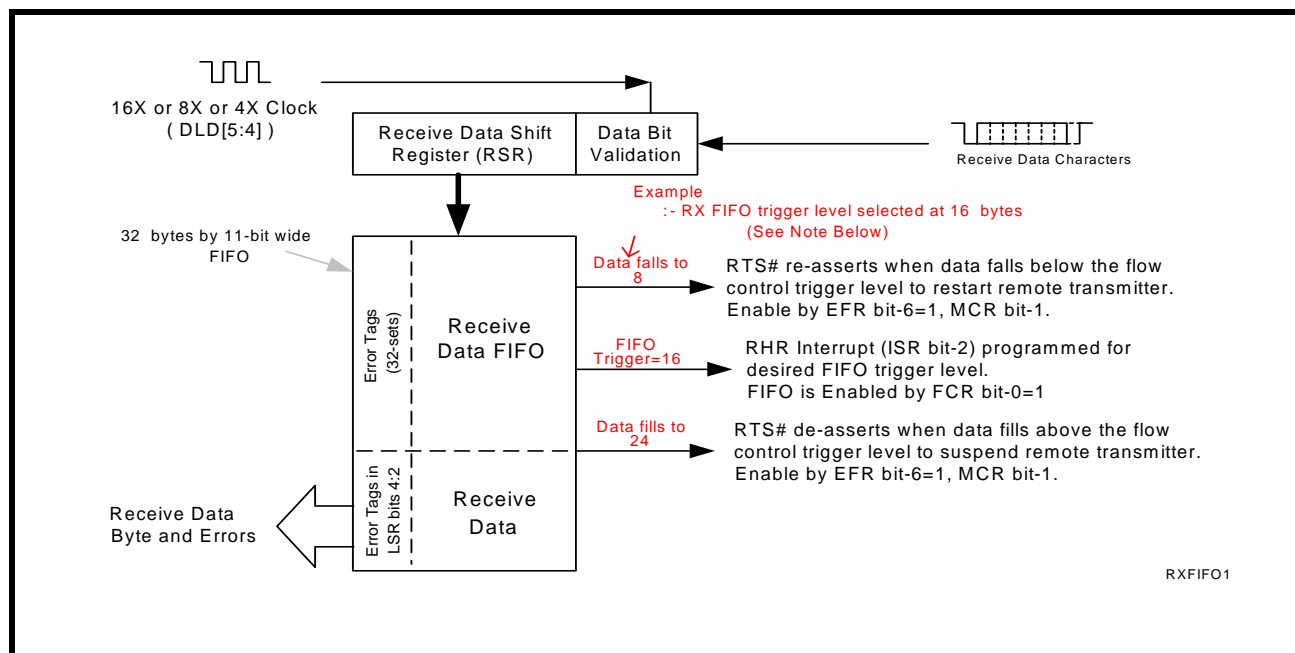 16X or 8X or 4X Clock
( DLD[5:4] )
Receive Data Shift
Register (RSR)
Data Bit
Validation
Receive Data Characters
Example
:- RX FIFO trigger level selected at 16 bytes
(See Note Below)
32 bytes by 11-bit wide
FIFO
Data falls to
8
RTS# re-asserts when data falls below the flow
control trigger level to restart remote transmitter.
Enable by EFR bit-6=1, MCR bit-1.
Error Tags
(32-sets)
Receive
Data FIFO
FIFO
Trigger=16
RHR Interrupt (ISR bit-2) programmed for
desired FIFO trigger level.
FIFO is Enabled by FCR bit-0=1
Data fills to
24
RTS# de-asserts when data fills above the flow
control trigger level to suspend remote transmitter.
Enable by EFR bit-6=1, MCR bit-1.
Error Tags in
LSR bits 4:2
Receive
Data
Receive Data
Byte and Errors
RXFIFO1